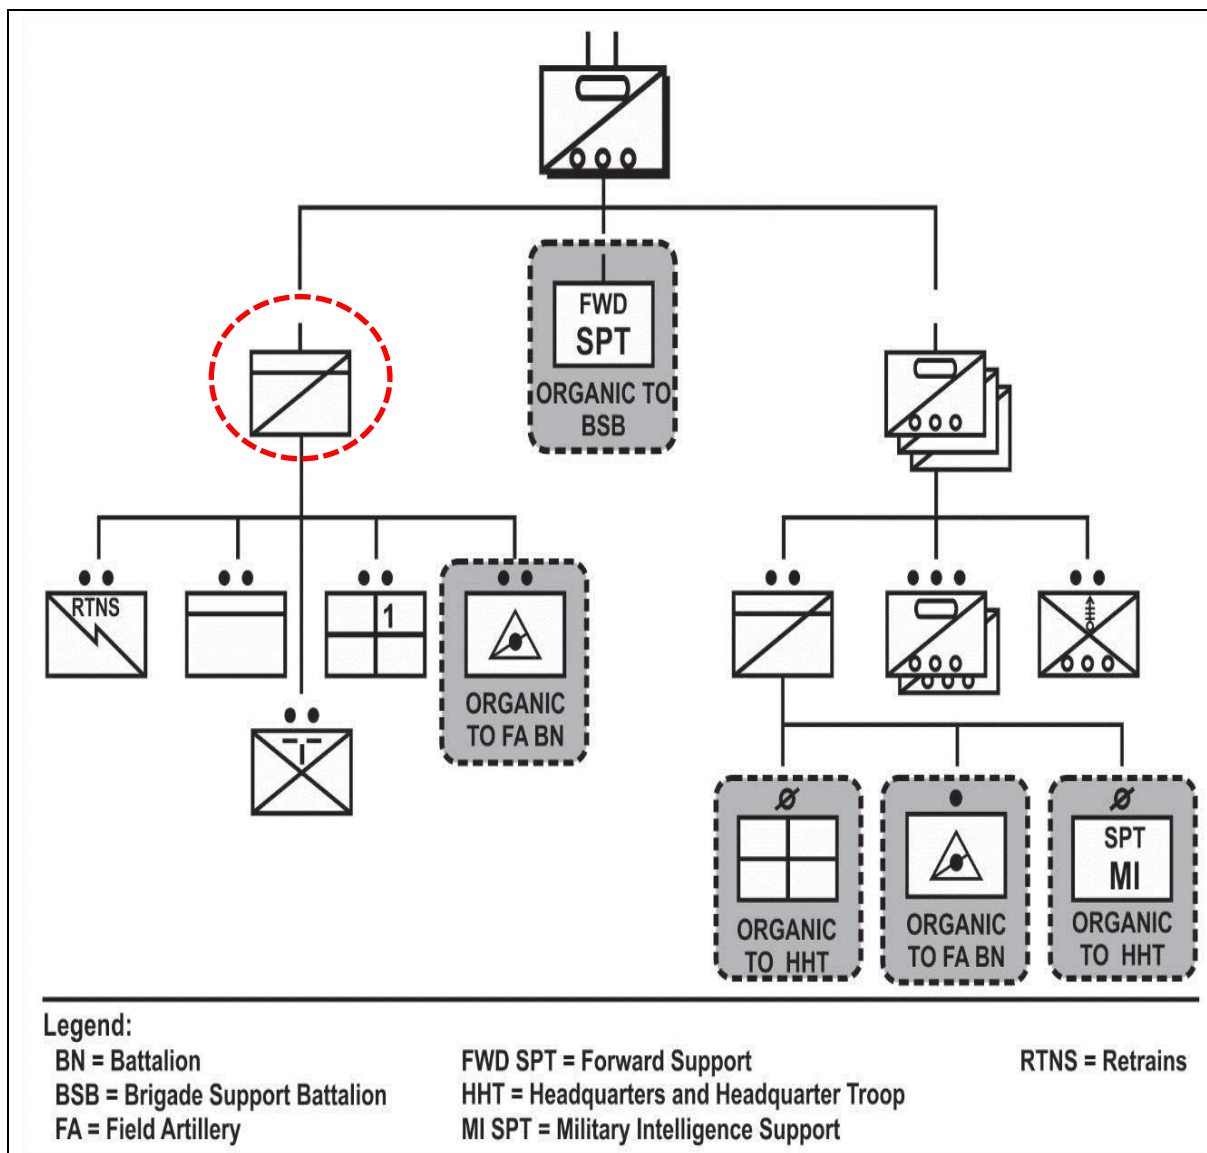 FWD
SPT
ORGANIC TO
BSB
RTNS
1
ORGANIC
TO FA BN
SPT
MI
ORGANIC
TO HHT
ORGANIC
TO FA BN
ORGANIC
TO HHT
Legend:
BN = Battalion
FWD SPT = Forward Support
RTNS = Retrains
BSB = Brigade Support Battalion
HHT = Headquarters and Headquarter Troop
FA = Field Artillery
MI SPT = Military Intelligence Support